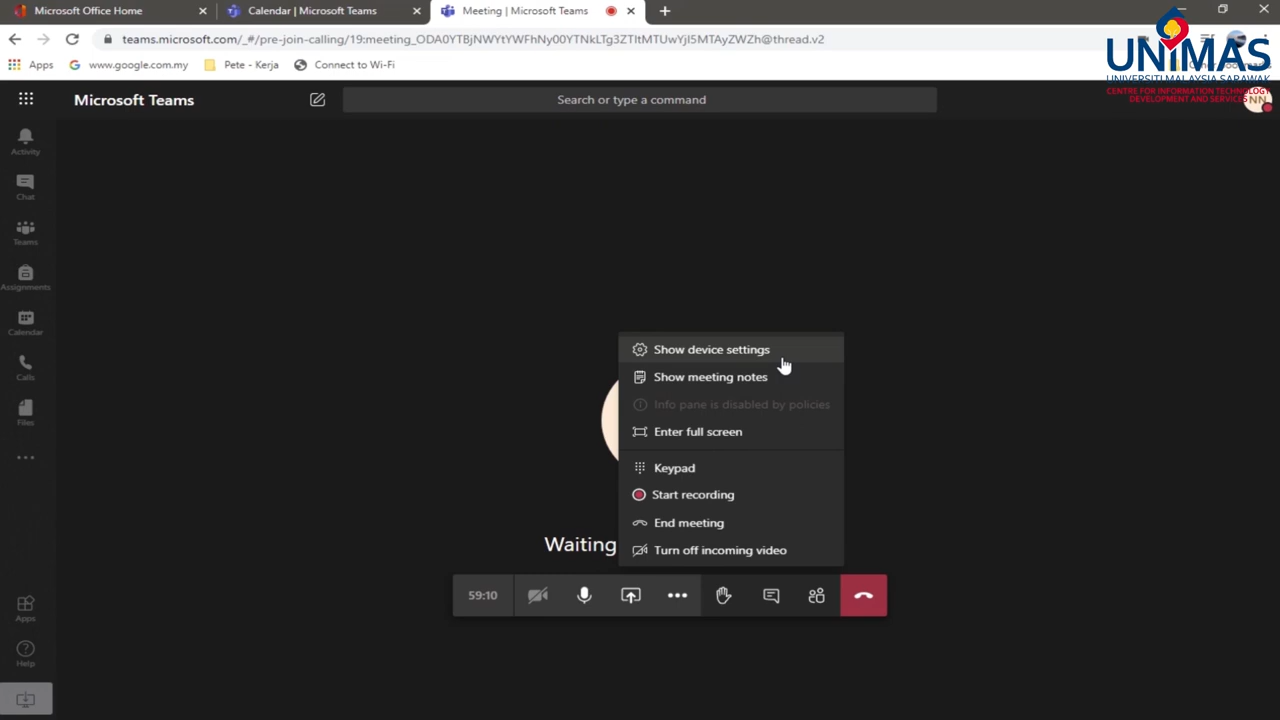 Microsoft Office Home
Calendar | Microsoft Teams
Meeting | Microsoft Teams
teams.microsoft.com/_#/pre-join-calling/19:meeting_ODA0YTBjNWYtYWFhNy00YTNkLTg3ZTItMTUwYjI5MTAyZWZh@thread.v2
Apps
www.google.com.my
Pete - Kerja
Connect to Wi-Fi
UNIMAS
UNIVERSITI MALAYSIA SARAWAK
CENTRE FOR INFORMATION TECHNOLOGY
DEVELOPMENT AND SERVICES
NN
Microsoft Teams
Search or type a command
Activity
Chat
Teams
Assignments
Calendar
Calls
Files
Show device settings
Show meeting notes
Info pane is disabled by policies
Enter full screen
Keypad
Start recording
End meeting
Turn off incoming video
Waiting
59:10
Apps
Help